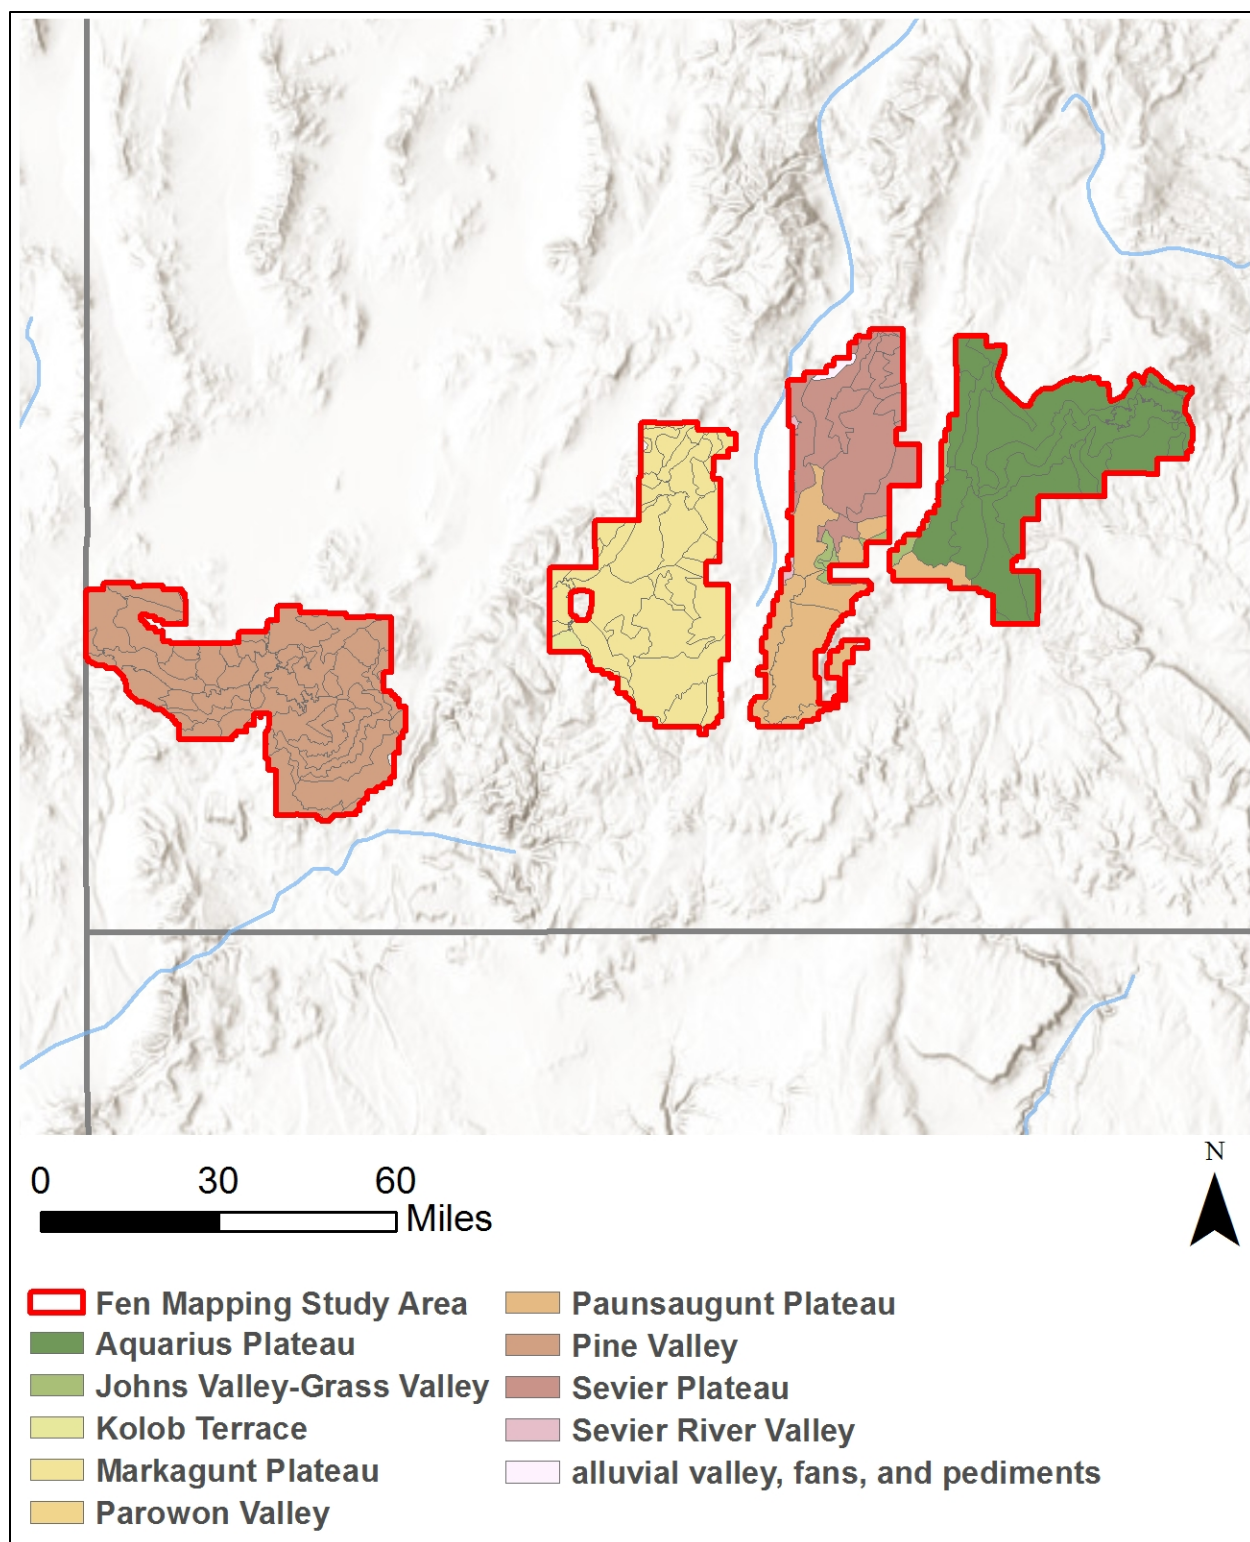 N
0 30 60
Miles
Fen Mapping Study Area
Aquarius Plateau
Johns Valley-Grass Valley
Kolob Terrace
Markagunt Plateau
Parowon Valley
Paunsaugunt Plateau
Pine Valley
Sevier Plateau
Sevier River Valley
alluvial valley, fans, and pediments